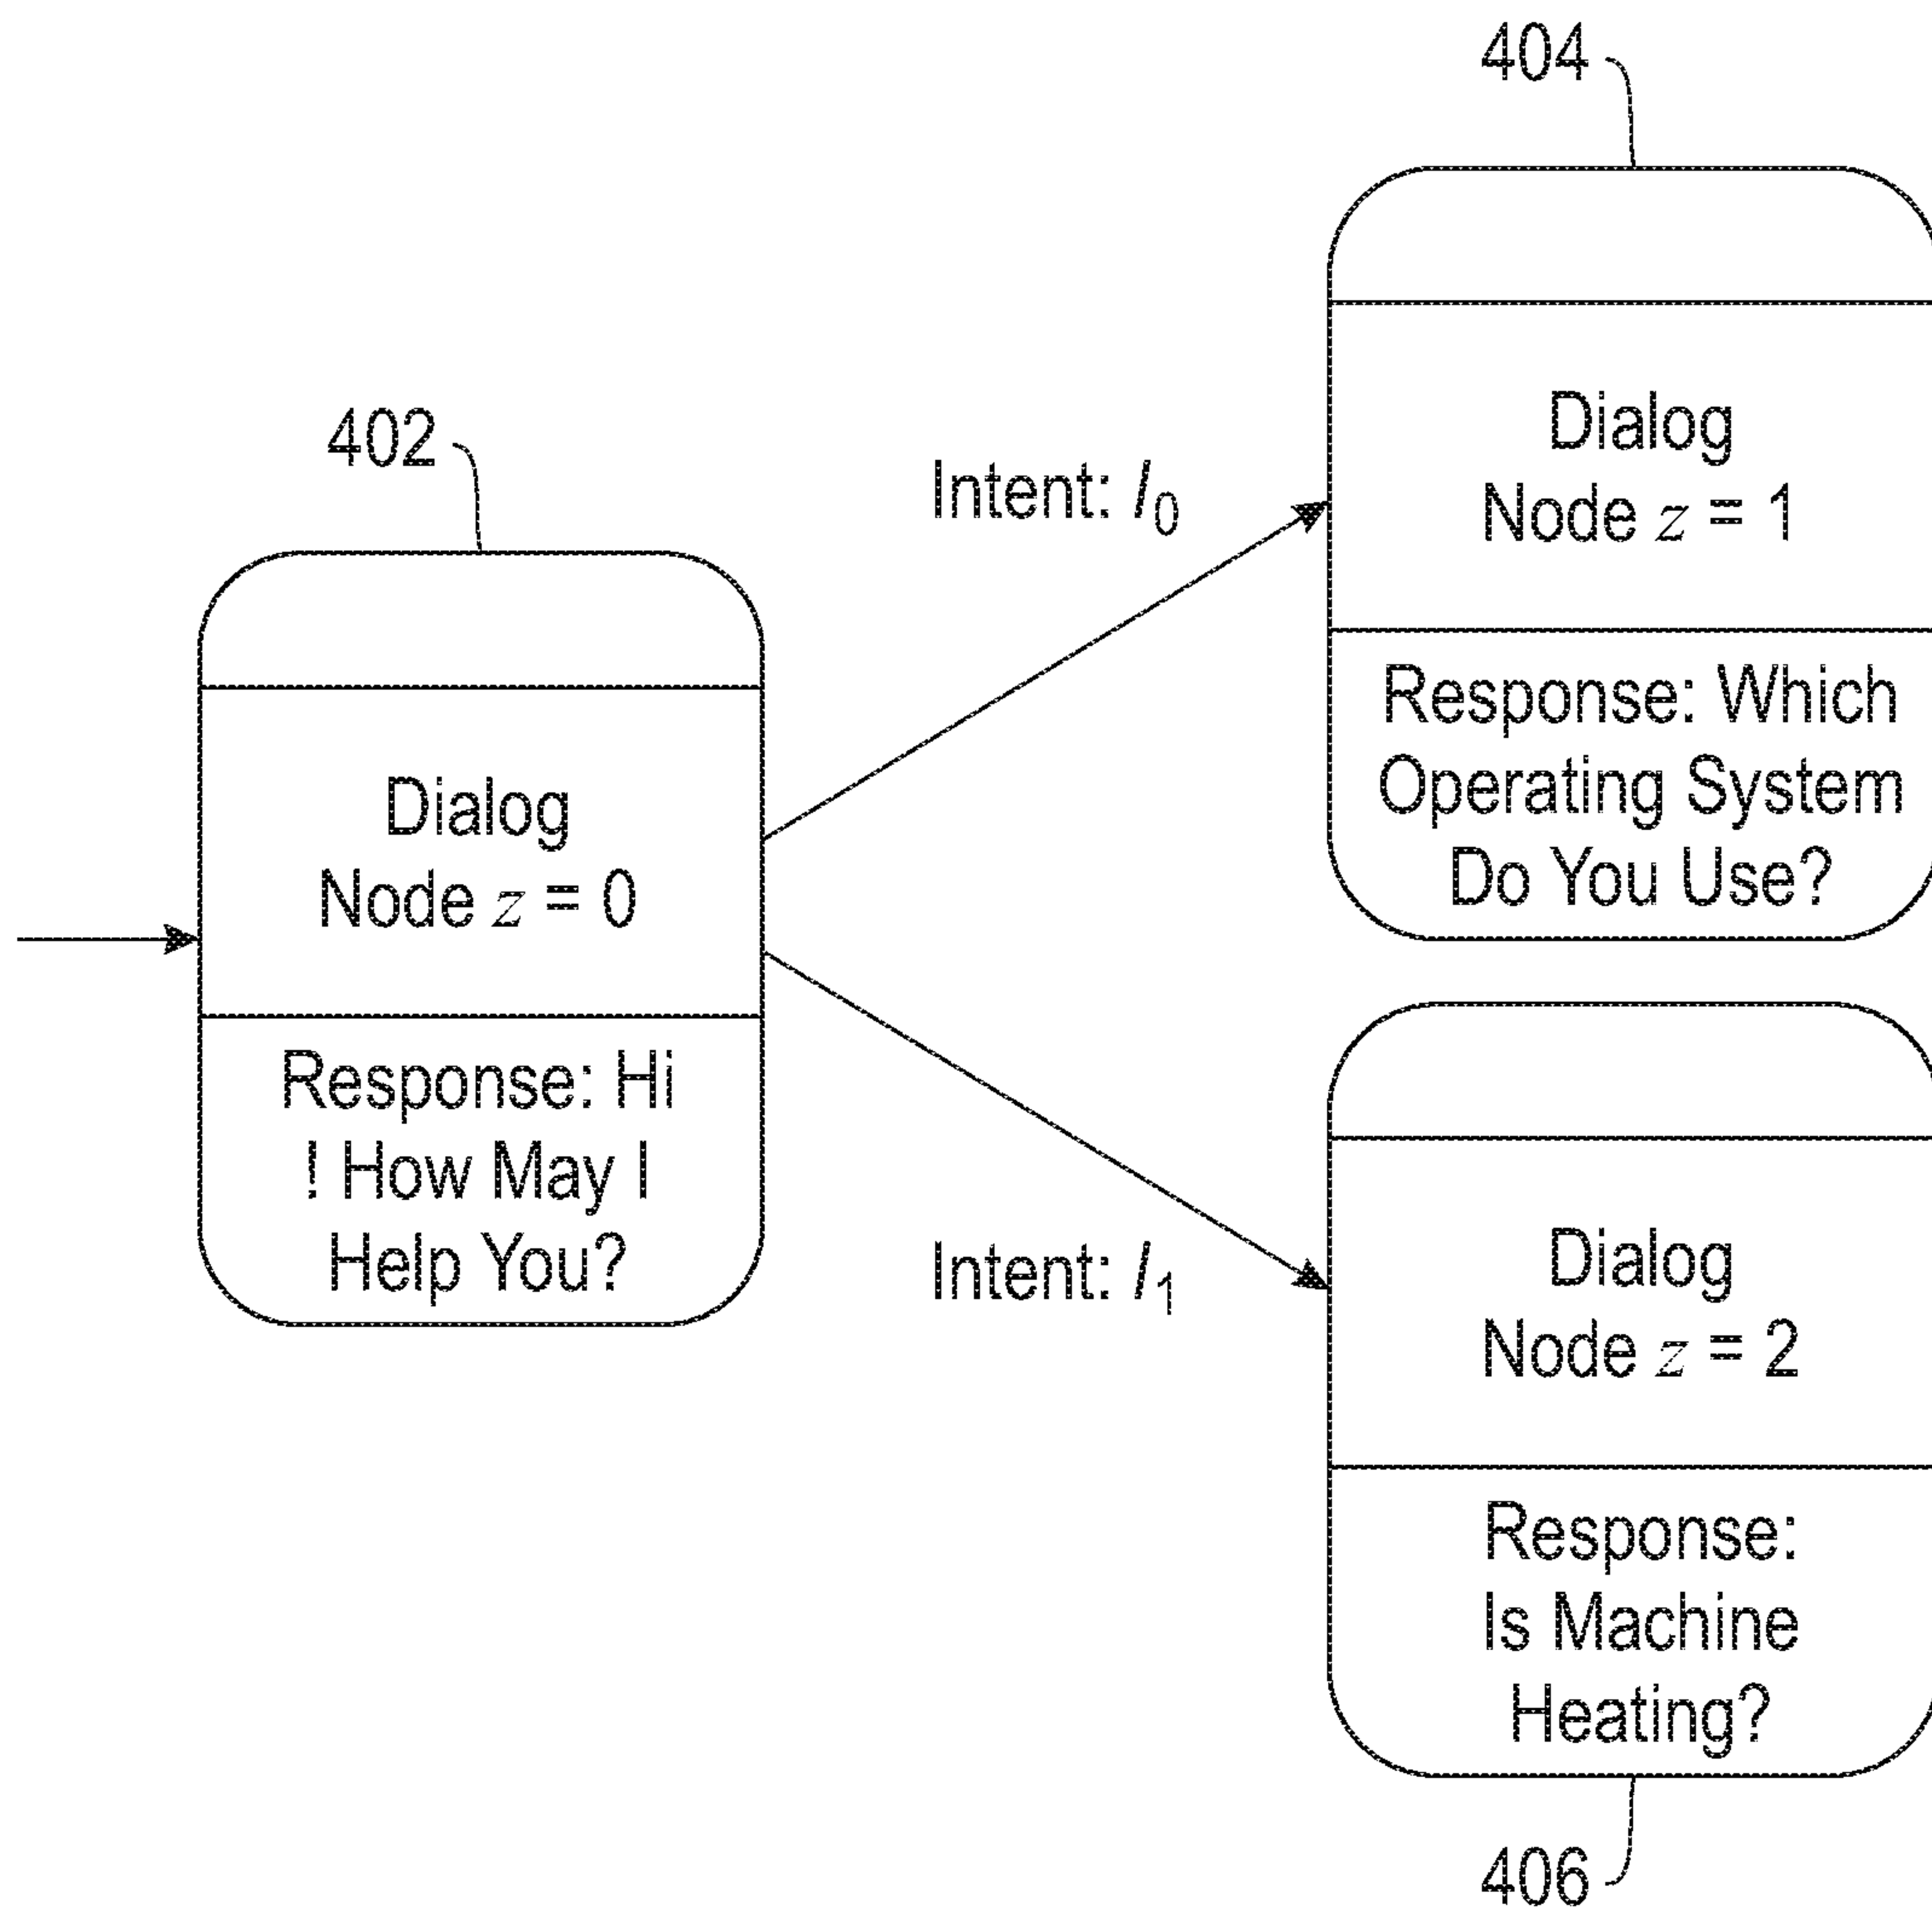 402
Dialog
Node z = 0
Response: Hi
! How May I
Help You?
Intent: I0
Intent: I1
404
Dialog
Node z = 1
Response: Which
Operating System
Do You Use?
Dialog
Node z = 2
Response:
Is Machine
Heating?
406